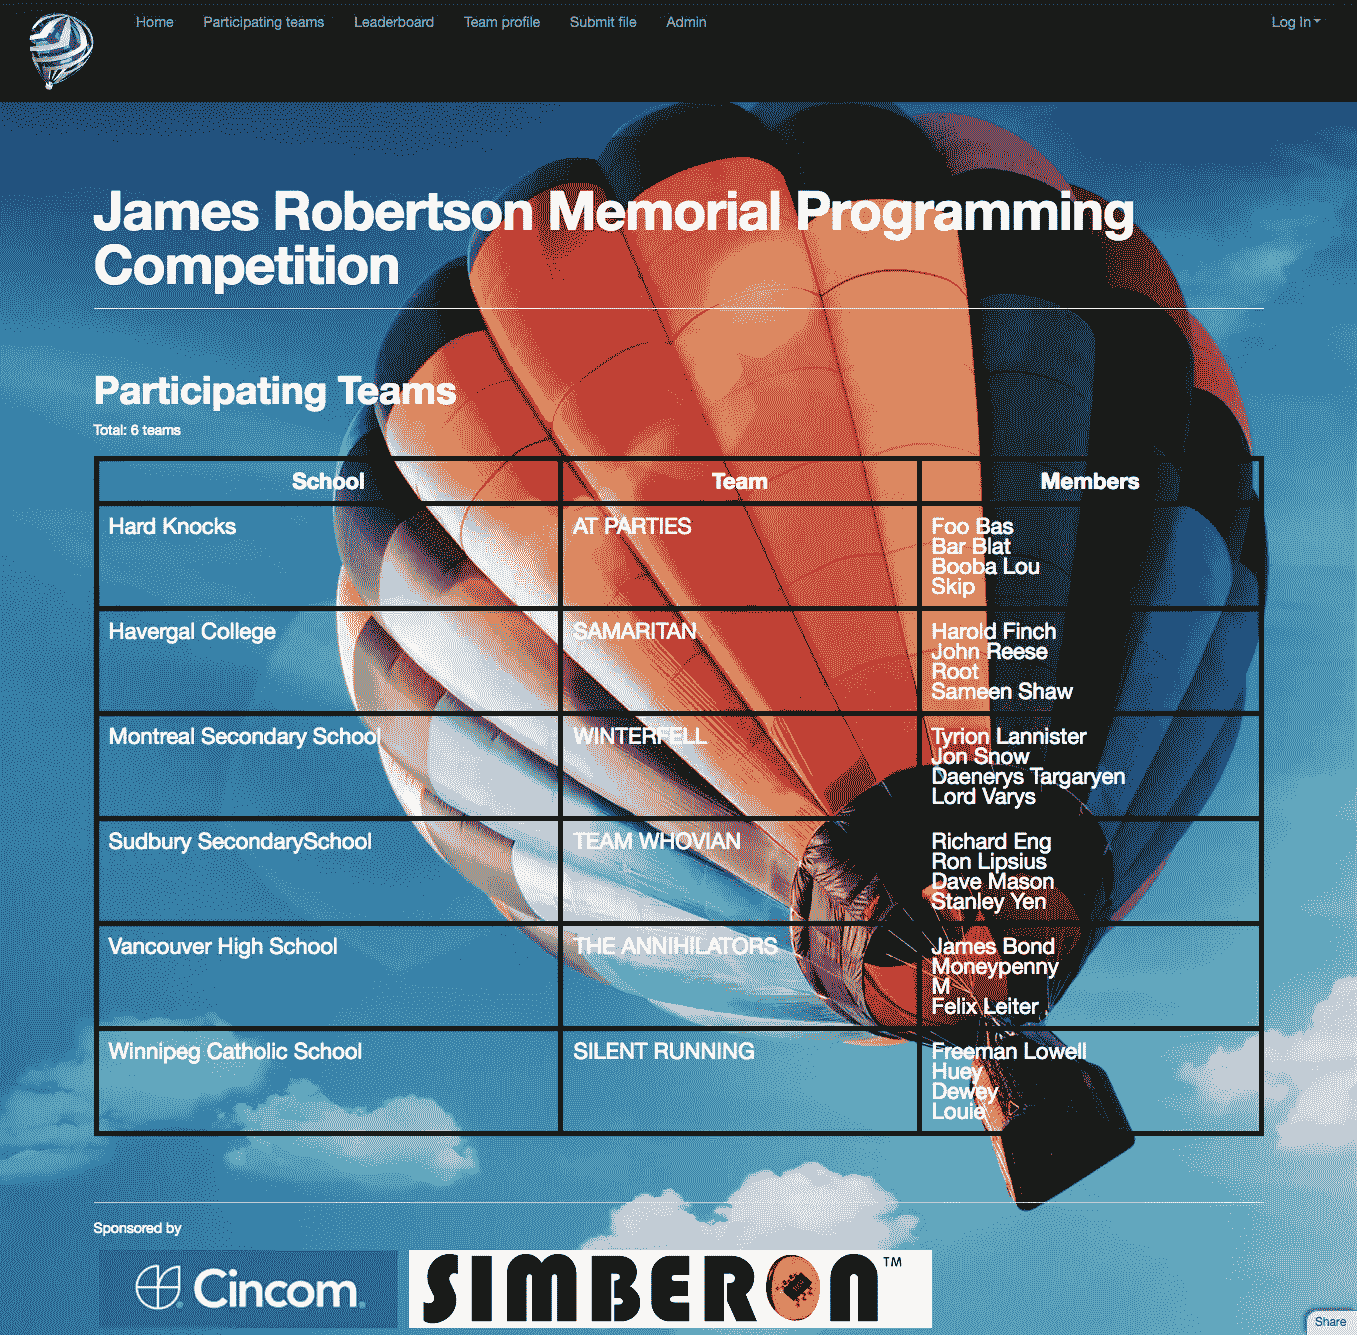 Home Participating teams Leaderboard Team profile Submit file Admin Log In
James Robertson Memorial Programming
Competition
Participating Teams
Total: 6 teams
School Team Members
Hard Knocks AT PARTIES Foo Bas
Bar Blat
Booba Lou
Skip
Havergal College SAMARITAN Harold Finch
John Reese
Root
Sameen Shaw
Montreal Secondary School WINTERFELL Tyrion Lannister
Jon Snow
Daenerys Targaryen
Lord Varys
Sudbury SecondarySchool TEAM WHOVIAN Richard Eng
Ron Lipsius
Dave Mason
Stanley Yen
Vancouver High School THE ANNIHILATORS James Bond
Moneypenny
M
Felix Leiter
Winnipeg Catholic School SILENT RUNNING Freeman Lowell
Huey
Dewey
Louie
Sponsored by
Cincom. SIMBERON™
Share